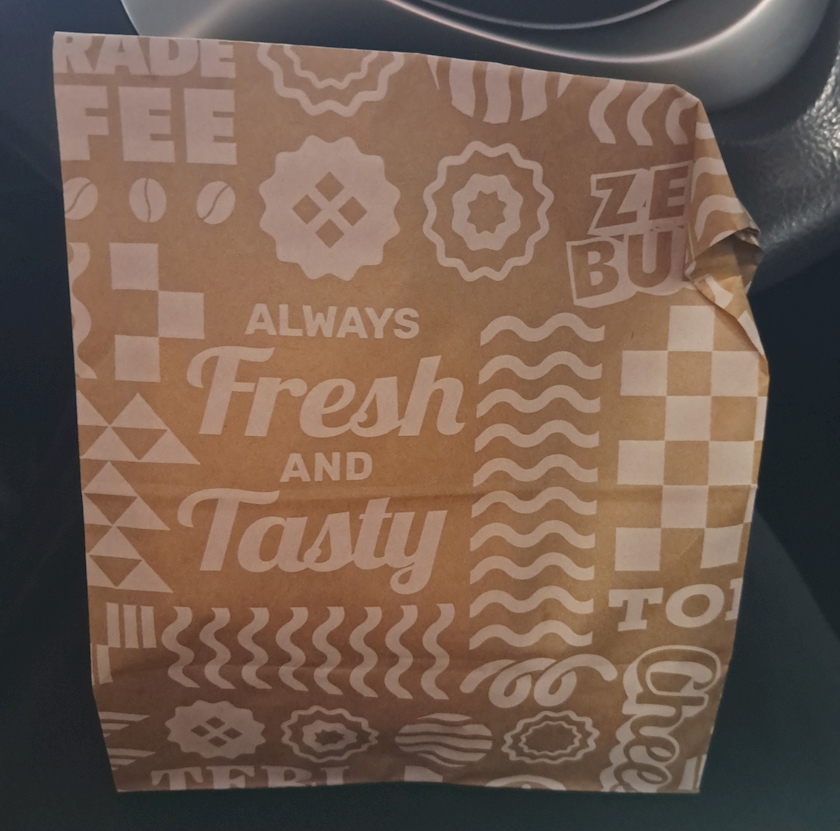 RADE
FEE
ZE
BU
ALWAYS
Fresh
AND
Tasty
TO
Chee